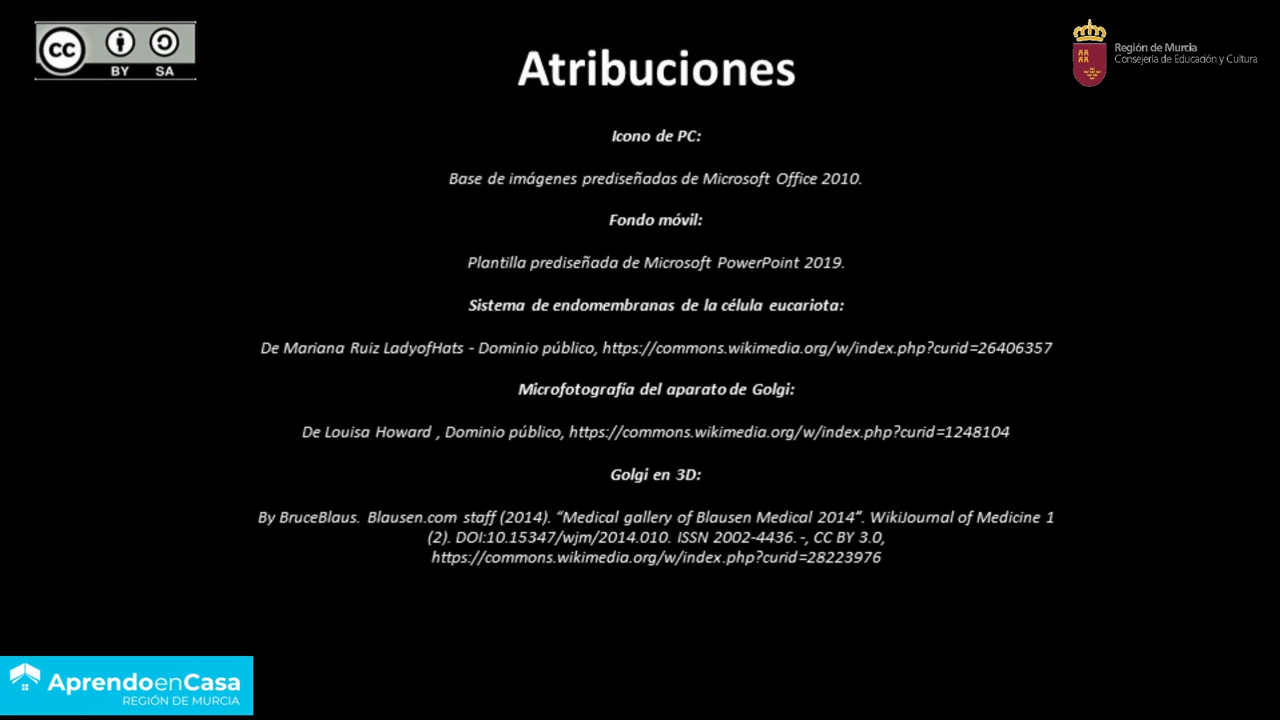 CC BY SA
Atribuciones
Región de Murcia
Consejería de Educación y Cultura
Icono de PC:
Base de imágenes prediseñadas de Microsoft Office 2010.
Fondo móvil:
Plantilla prediseñada de Microsoft PowerPoint 2019.
Sistema de endomembranas de la célula eucariota:
De Mariana Ruiz LadyofHats - Dominio público, https://commons.wikimedia.org/w/index.php?curid=26406357
Microfotografía del aparato de Golgi:
De Louisa Howard , Dominio público, https://commons.wikimedia.org/w/index.php?curid=1248104
Golgi en 3D:
By BruceBlaus. Blausen.com staff (2014). “Medical gallery of Blausen Medical 2014”. WikiJournal of Medicine 1
(2). DOI:10.15347/wjm/2014.010. ISSN 2002-4436. -, CC BY 3.0,
https://commons.wikimedia.org/w/index.php?curid=28223976
AprendoenCasa
REGIÓN DE MURCIA